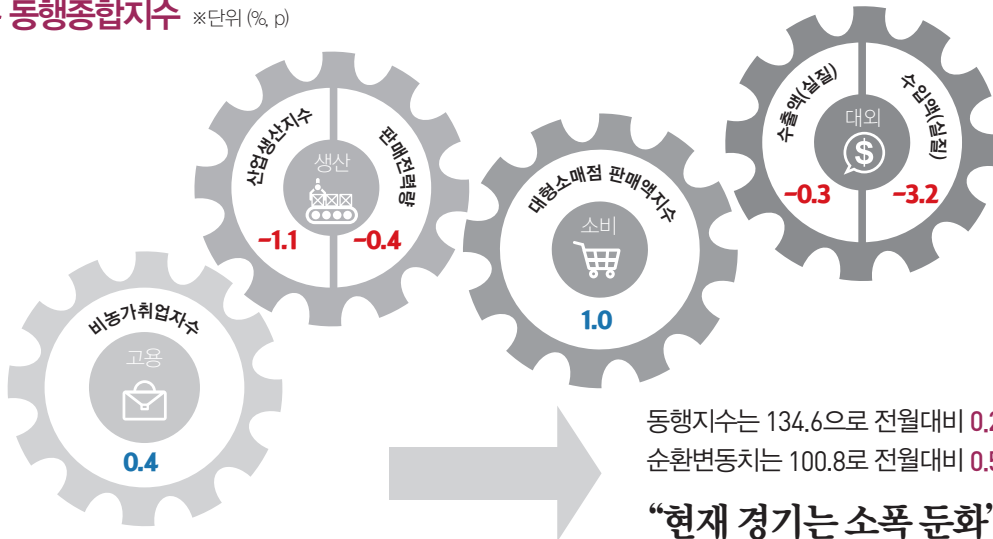 동행종합지수 ※단위 (%, p)
수출액(실질)
대외
수입액(실질)
-0.3
-3.2
산업생산지수
생산
판매전력량
-1.1
-0.4
대형소매점 판매액지수
소비
1.0
비농가취업자수
고용
0.4
동행지수는 134.6으로 전월대비 0.2
순환변동치는 100.8로 전월대비 0.5
“현재 경기는 소폭 둔화”